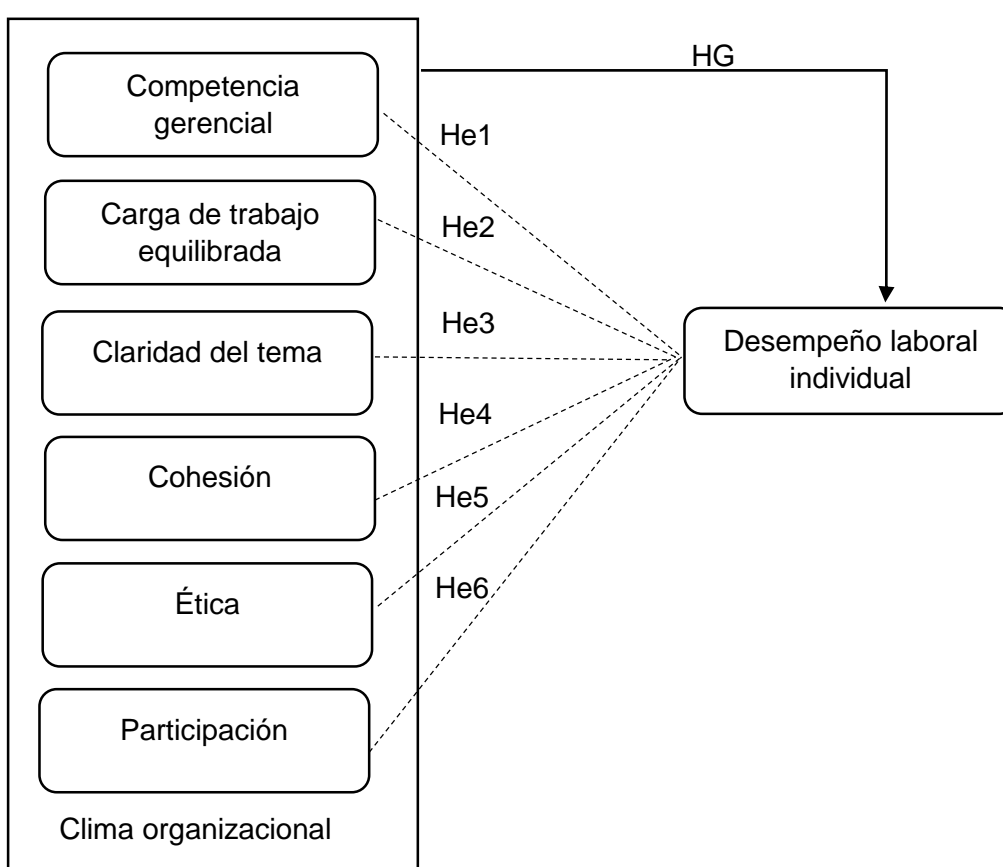 HG
Competencia
gerencial
He1
Carga de trabajo
equilibrada
He2
Claridad del tema
He3
Desempeño laboral
individual
Cohesión
He4
Ética
He5
He6
Participación
Clima organizacional